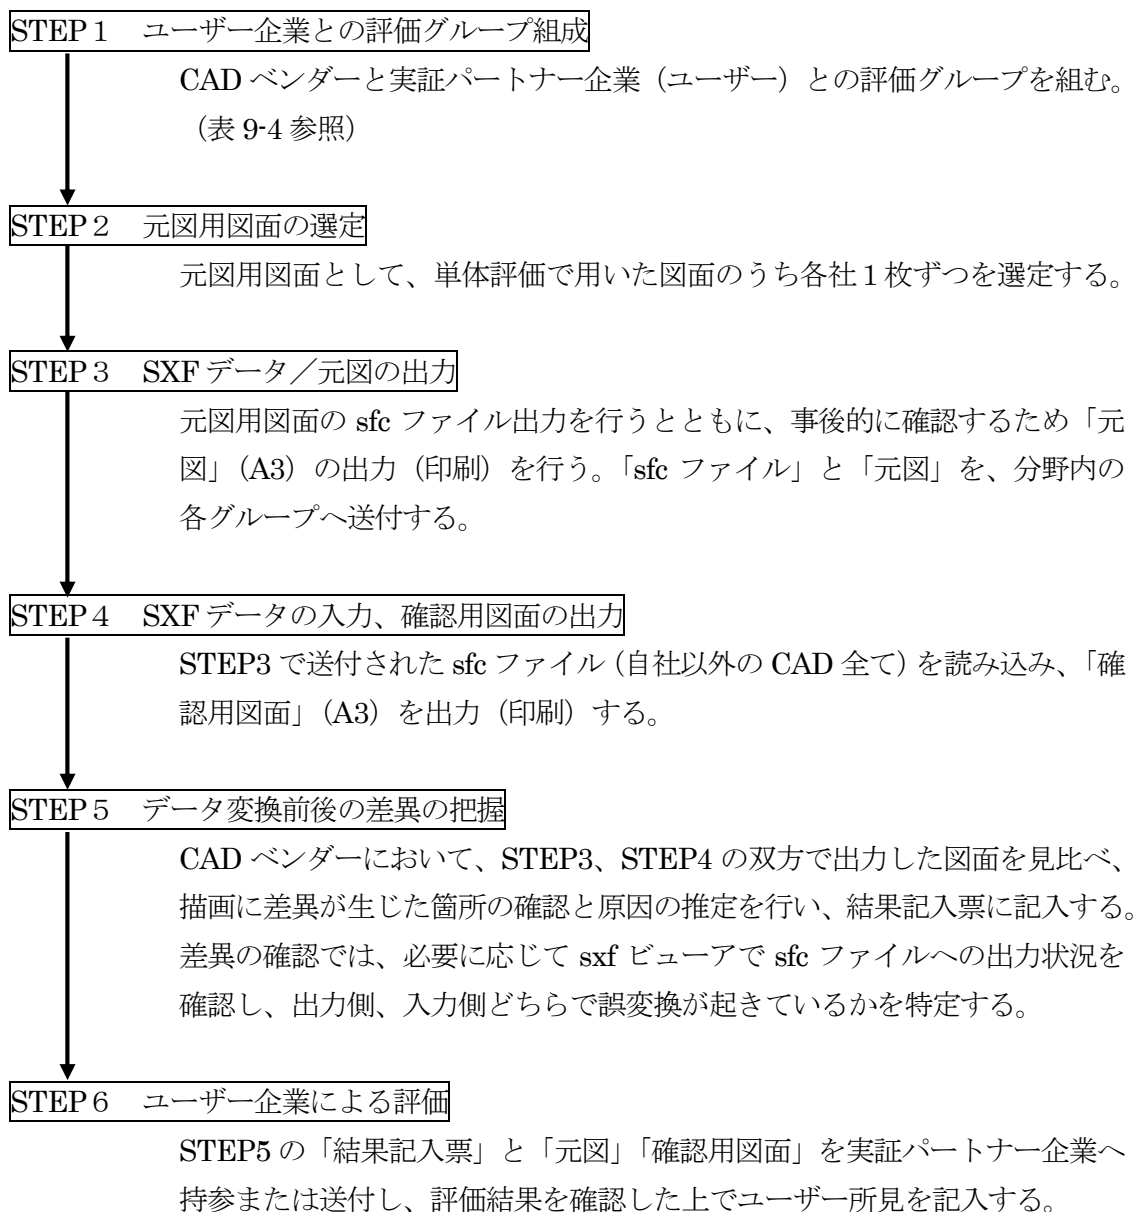 STEP1 ユーザー企業との評価グループ組成
CAD ベンダーと実証パートナー企業（ユーザー）との評価グループを組む。
（表 9-4 参照）
STEP2 元図用図面の選定
元図用図面として、単体評価で用いた図面のうち各社１枚ずつを選定する。
STEP3 SXF データ／元図の出力
元図用図面の sfc ファイル出力を行うとともに、事後的に確認するため「元
図」（A3）の出力（印刷）を行う。「sfc ファイル」と「元図」を、分野内の
各グループへ送付する。
STEP4 SXF データの入力、確認用図面の出力
STEP3 で送付された sfc ファイル（自社以外の CAD 全て）を読み込み、「確
認用図面」（A3）を出力（印刷）する。
STEP5 データ変換前後の差異の把握
CAD ベンダーにおいて、STEP3、STEP4 の双方で出力した図面を見比べ、
描画に差異が生じた箇所の確認と原因の推定を行い、結果記入票に記入する。
差異の確認では、必要に応じて sxf ビューアで sfc ファイルへの出力状況を
確認し、出力側、入力側どちらで誤変換が起きているかを特定する。
STEP6 ユーザー企業による評価
STEP5 の「結果記入票」と「元図」「確認用図面」を実証パートナー企業へ
持参または送付し、評価結果を確認した上でユーザー所見を記入する。